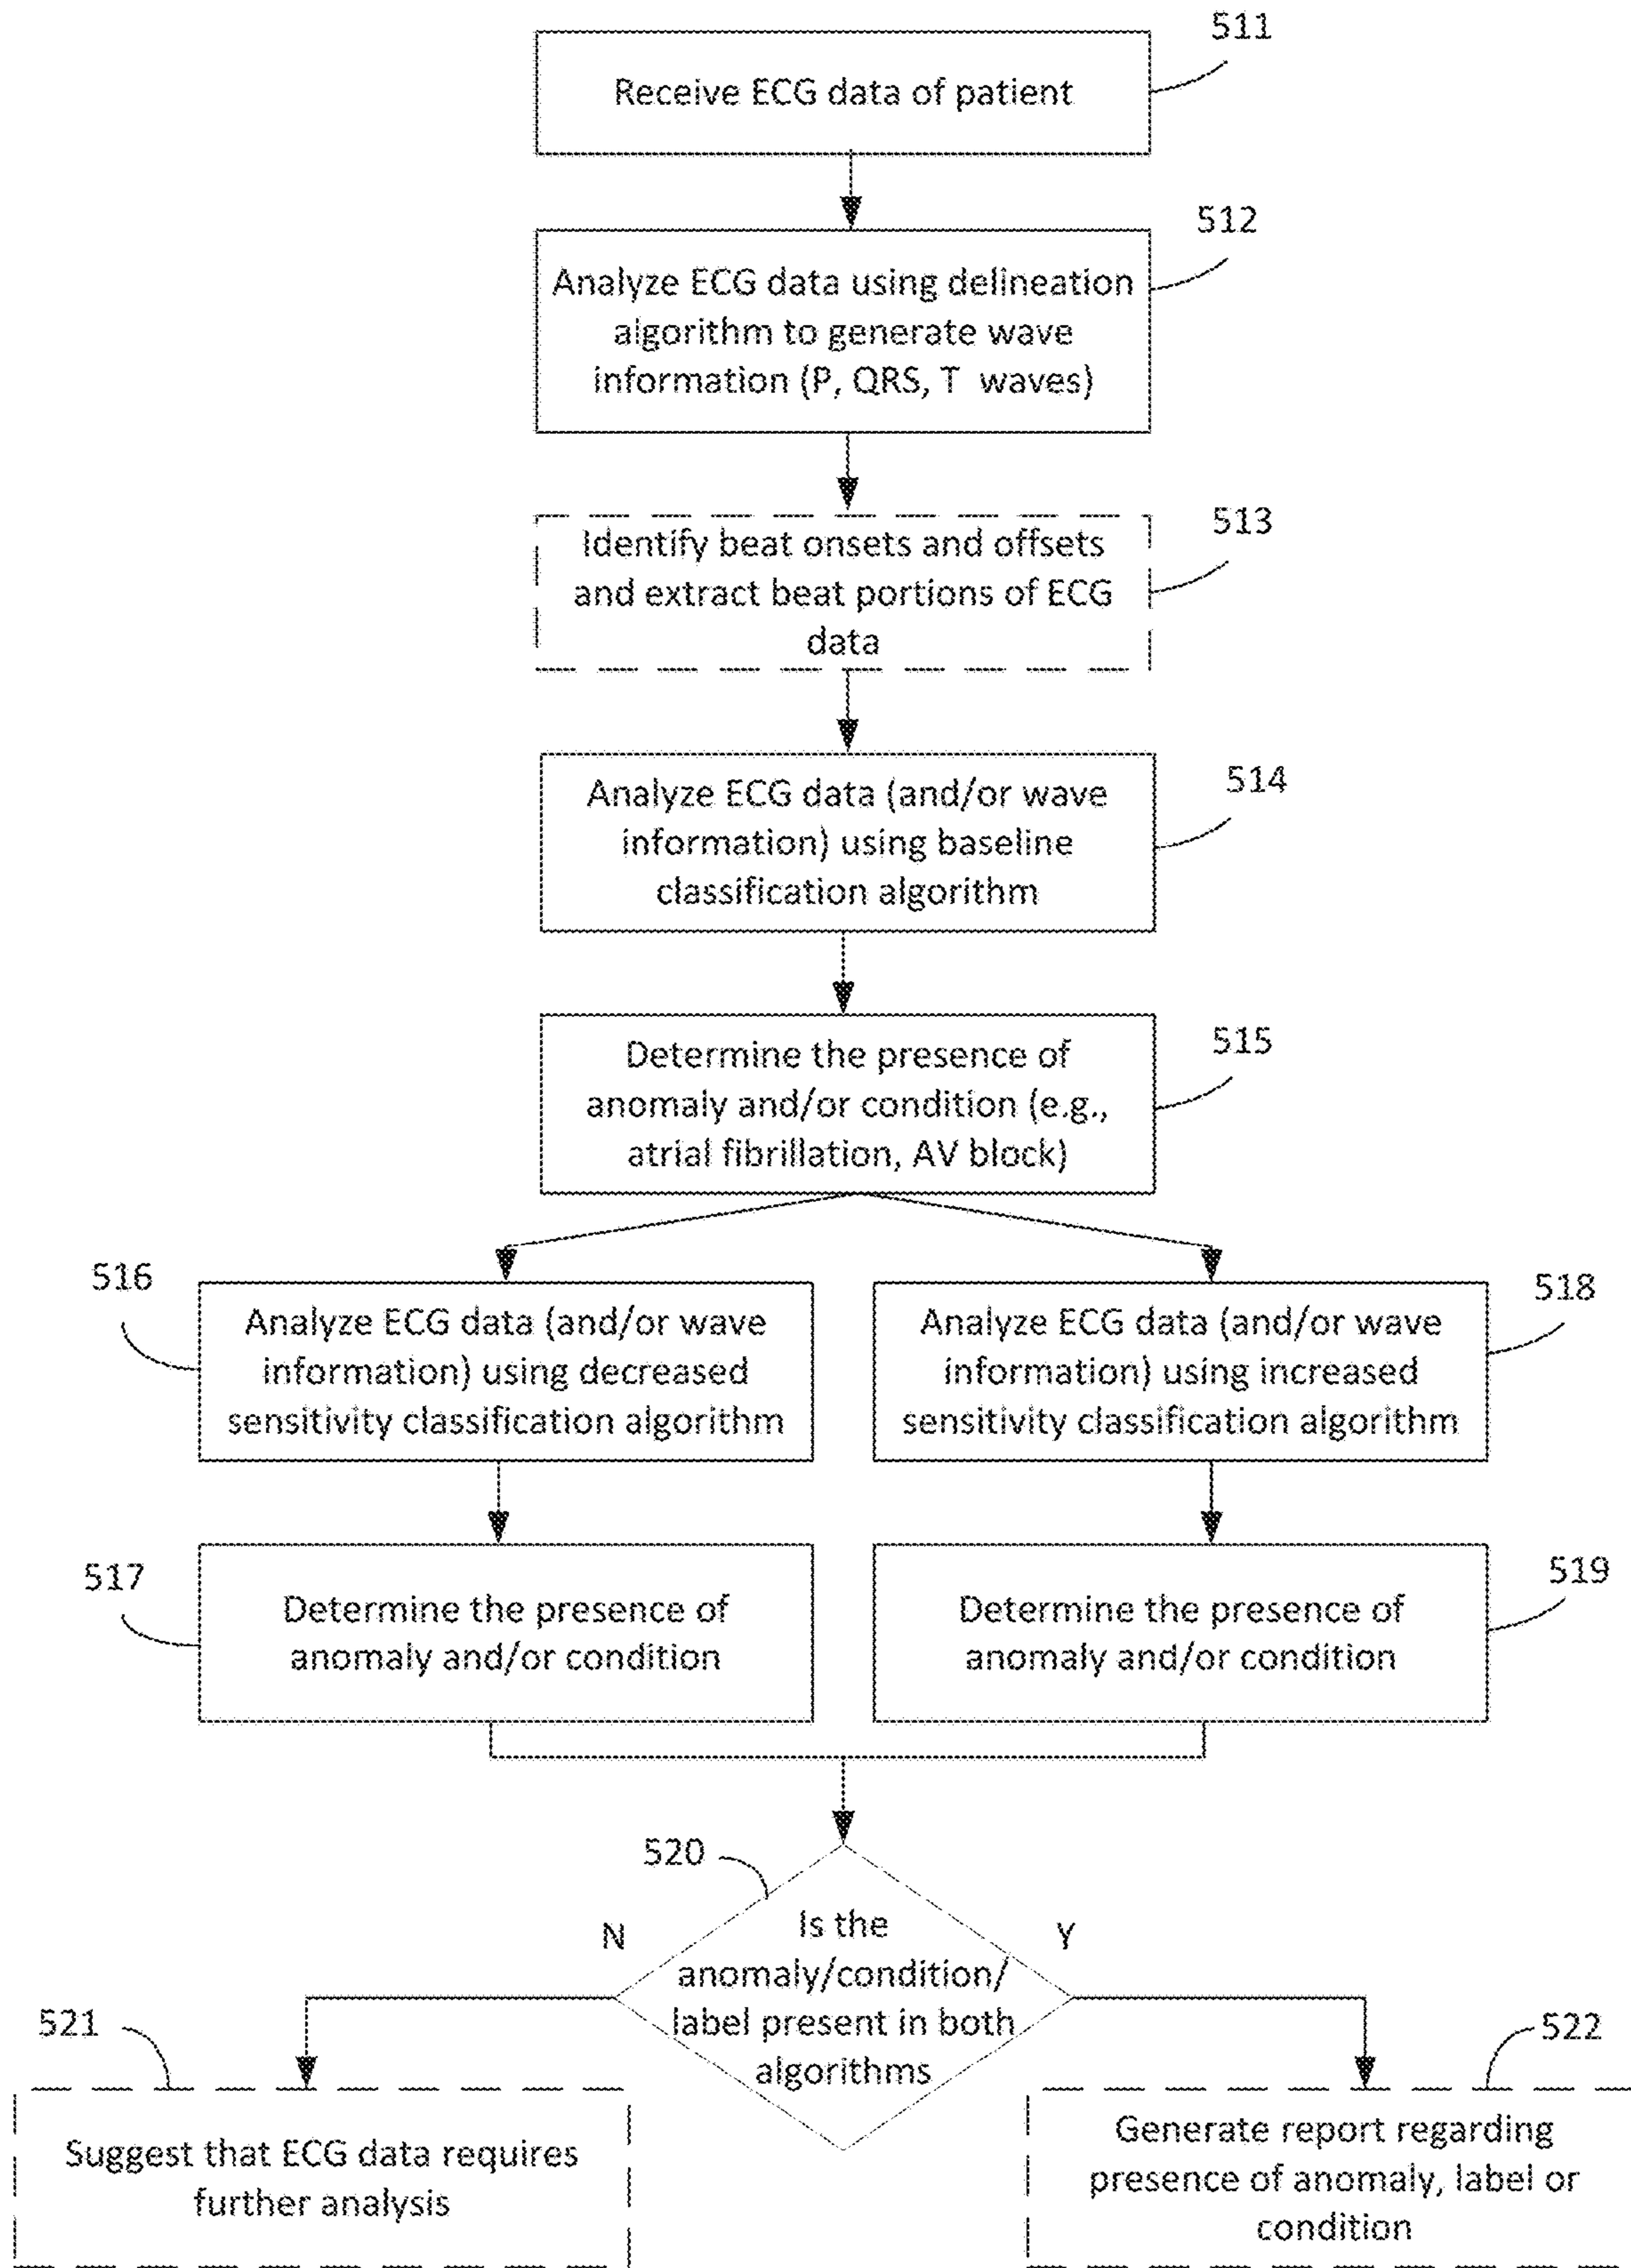 511
Receive ECG data of patient
512
Analyze ECG data using delineation
algorithm to generate wave
information (P, QRS, T waves)
513
Identify beat onsets and offsets
and extract beat portions of ECG
data
514
Analyze ECG data (and/or wave
information) using baseline
classification algorithm
515
Determine the presence of
anomaly and/or condition (e.g.,
atrial fibrillation, AV block)
516
Analyze ECG data (and/or wave
information) using decreased
sensitivity classification algorithm
518
Analyze ECG data (and/or wave
information) using increased
sensitivity classification algorithm
517
Determine the presence of
anomaly and/or condition
519
Determine the presence of
anomaly and/or condition
520
N
Y
Is the
anomaly/condition/
label present in both
algorithms
521
Suggest that ECG data requires
further analysis
522
Generate report regarding
presence of anomaly, label or
condition